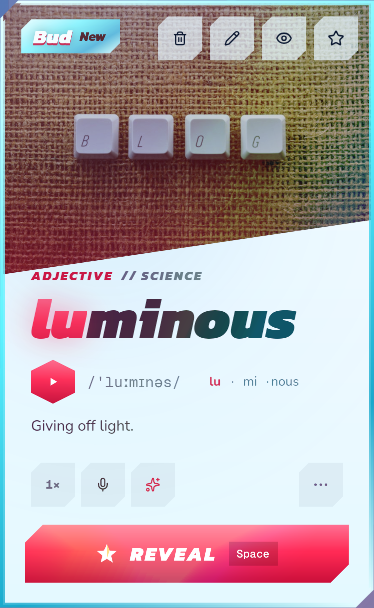 Bud New
B L O G
ADJECTIVE // SCIENCE
luminous
/ˈluːmɪnəs/ lu · mi · nous
Giving off light.
1×
REVEAL Space